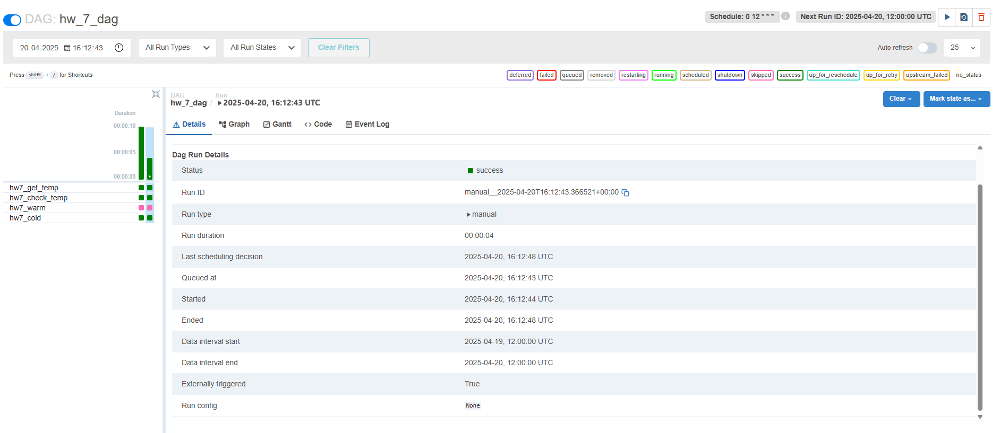 DAG: hw_7_dag
Schedule: 0 12 * * *
Next Run ID: 2025-04-20, 12:00:00 UTC
20.04.2025 16:12:43
All Run Types
All Run States
Clear Filters
Auto-refresh
25
Press shift + / for Shortcuts
deferred failed queued removed restarting running scheduled shutdown skipped success up_for_reschedule up_for_retry upstream_failed no_status
DAG
hw_7_dag
/
Run
2025-04-20, 16:12:43 UTC
Clear
Mark state as...
Duration
00:00:10
00:00:05
00:00:00
hw7_get_temp
hw7_check_temp
hw7_warm
hw7_cold
Details
Graph
Gantt
Code
Event Log
Dag Run Details
Status success
Run ID manual__2025-04-20T16:12:43.366521+00:00
Run type manual
Run duration 00:00:04
Last scheduling decision 2025-04-20, 16:12:48 UTC
Queued at 2025-04-20, 16:12:43 UTC
Started 2025-04-20, 16:12:44 UTC
Ended 2025-04-20, 16:12:48 UTC
Data interval start 2025-04-19, 12:00:00 UTC
Data interval end 2025-04-20, 12:00:00 UTC
Externally triggered True
Run config None